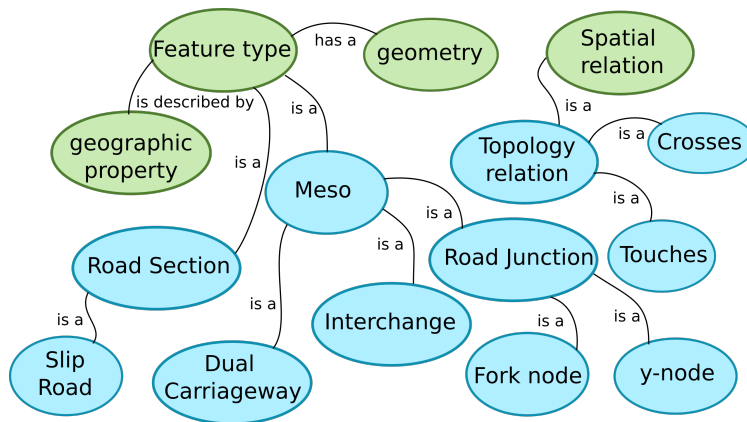 Feature type
has a
geometry
Spatial
relation
is described by
is a
is a
geographic
property
is a
Topology
relation
is a
Crosses
Meso
is a
is a
Touches
is a
Road Section
Road Junction
is a
is a
Interchange
is a
is a
is a
Slip
Road
Dual
Carriageway
Fork node
y-node